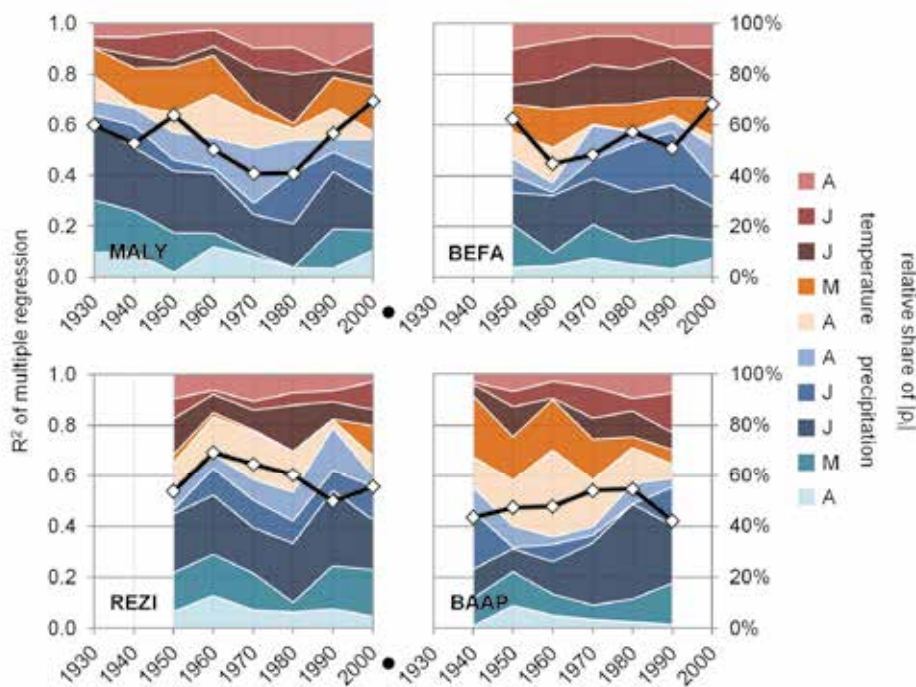 1.0
0.8
0.6
0.4
0.2
0.0
MALY
1930 1940 1950 1960 1970 1980 1990 2000
100%
80%
60%
40%
20%
0%
BEFA
1930 1940 1950 1960 1970 1980 1990 2000
1.0
0.8
0.6
0.4
0.2
0.0
REZI
1930 1940 1950 1960 1970 1980 1990 2000
100%
80%
60%
40%
20%
0%
BAAP
1930 1940 1950 1960 1970 1980 1990 2000
R² of multiple regression
A
J
J
M
A
A
J
J
M
A
temperature
precipitation
relative share of |pᵢ|